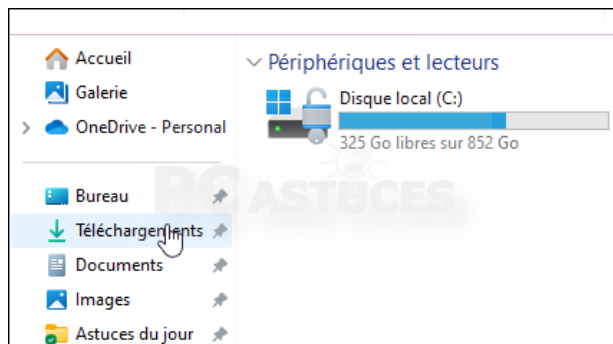 Accueil
Galerie
OneDrive - Personal
Bureau
Téléchargements
Documents
Images
Astuces du jour
Périphériques et lecteurs
Disque local (C:)
325 Go libres sur 852 Go
PC ASTUCES